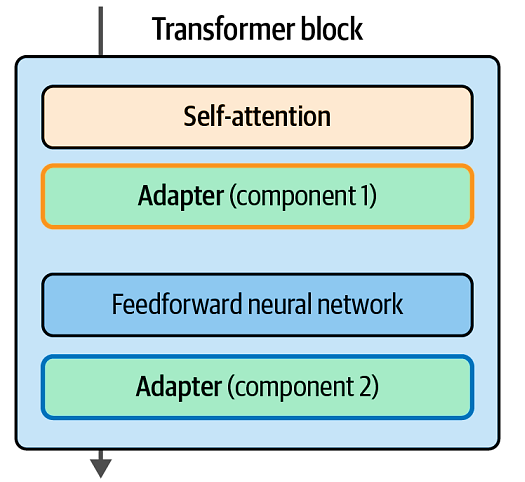 Transformer block
Self-attention
Adapter (component 1)
Feedforward neural network
Adapter (component 2)